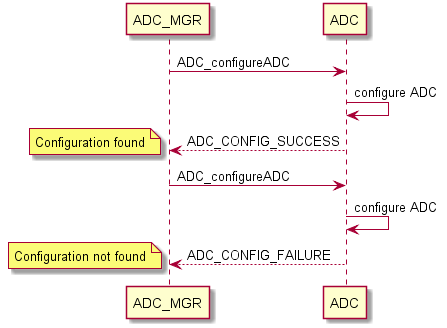 ADC_MGR ADC
ADC_configureADC
configure ADC
Configuration found ADC_CONFIG_SUCCESS
ADC_configureADC
configure ADC
Configuration not found ADC_CONFIG_FAILURE
ADC_MGR ADC